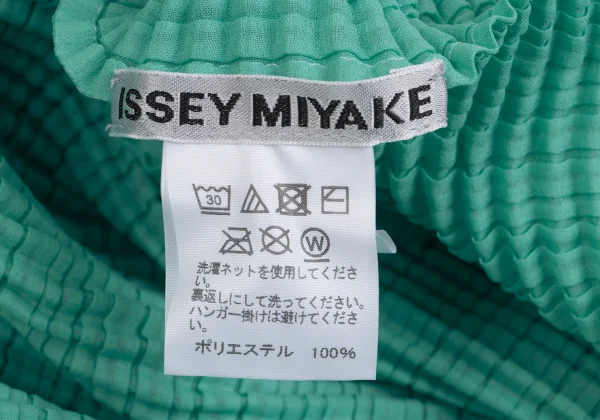 ISSEY MIYAKE
30
W
洗濯ネットを使用してくださ
い。
裏返しにして洗ってください。
ハンガー掛けは避けてくださ
い。
ポリエステル 100%